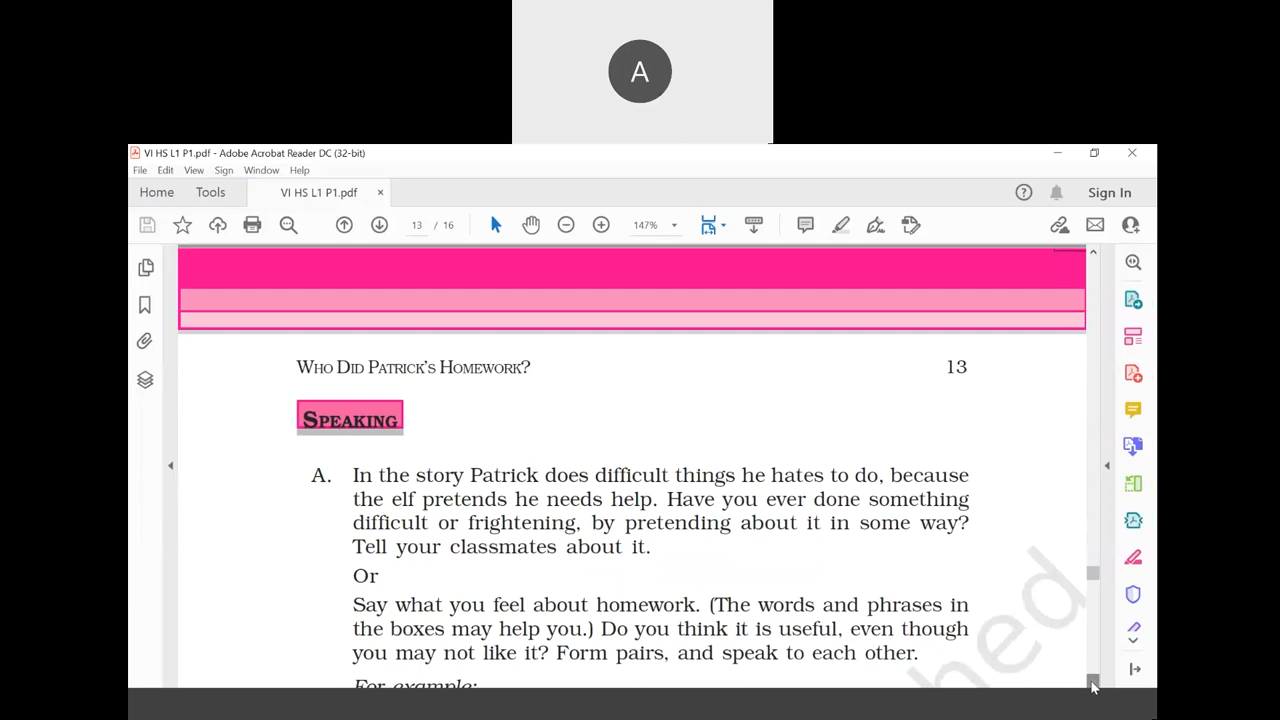 A
VI HS L1 P1.pdf - Adobe Acrobat Reader DC (32-bit)
File Edit View Sign Window Help
Home Tools VI HS L1 P1.pdf × Sign In
13 / 16 147%
WHO DID PATRICK'S HOMEWORK? 13
SPEAKING
A. In the story Patrick does difficult things he hates to do, because
the elf pretends he needs help. Have you ever done something
difficult or frightening, by pretending about it in some way?
Tell your classmates about it.
Or
Say what you feel about homework. (The words and phrases in
the boxes may help you.) Do you think it is useful, even though
you may not like it? Form pairs, and speak to each other.
For example: